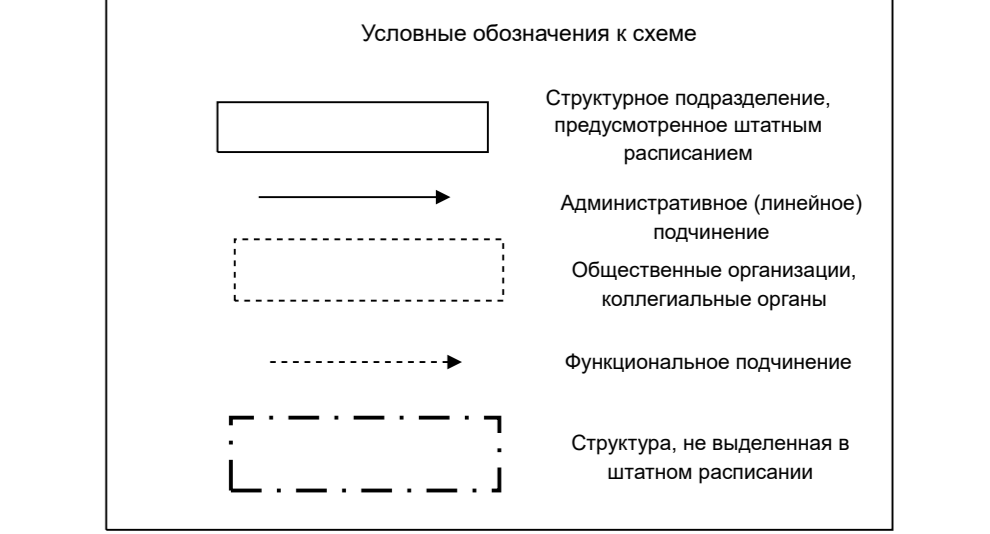 Условные обозначения к схеме
Структурное подразделение,
предусмотренное штатным
расписанием
Административное (линейное)
подчинение
Общественные организации,
коллегиальные органы
Функциональное подчинение
Структура, не выделенная в
штатном расписании